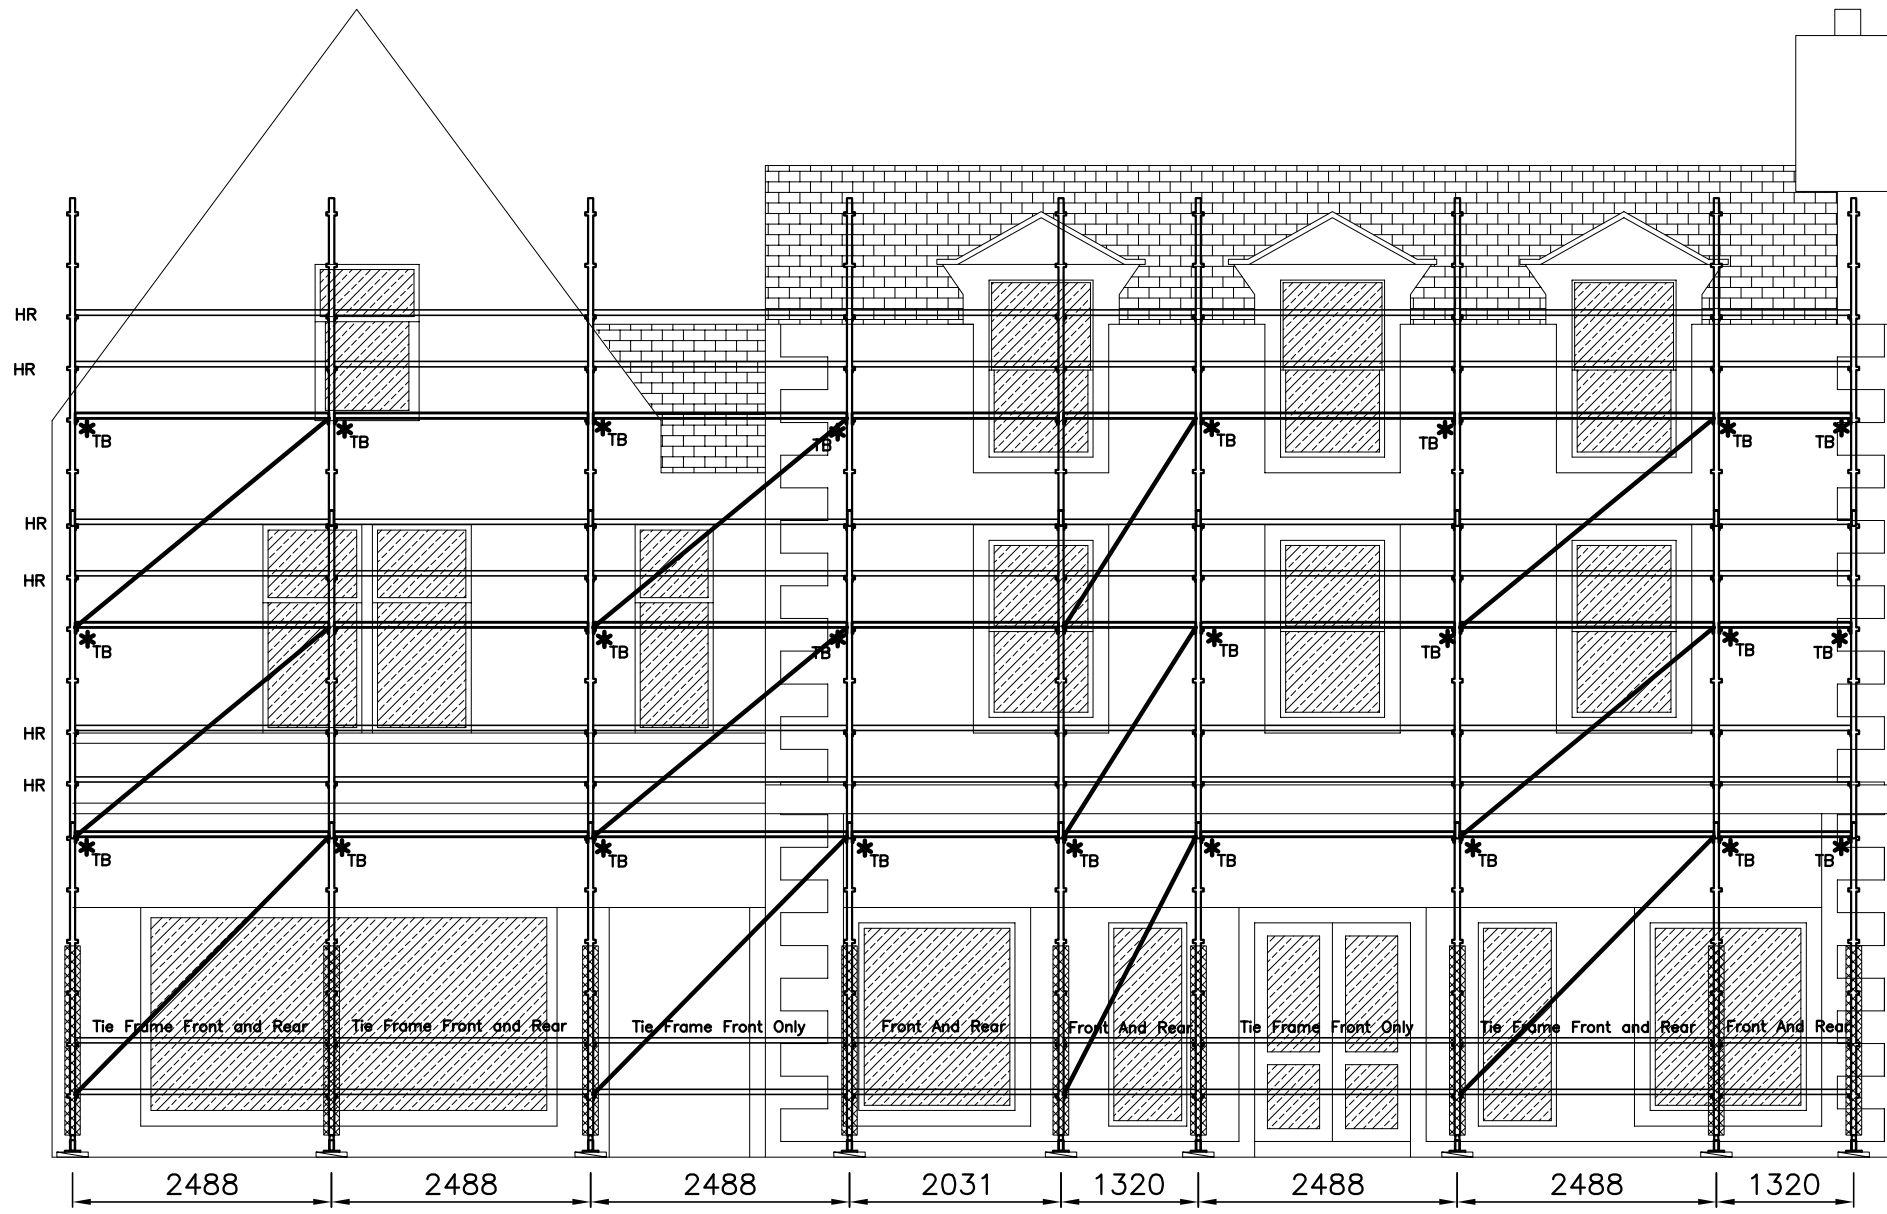 HR
HR
TB TB TB TB TB TB TB TB
HR
HR
TB TB TB TB TB TB TB
HR
HR
TB TB TB TB TB TB TB TB TB
Tie Frame Front and Rear Tie Frame Front and Rear Tie Frame Front Only Front And Rear Front And Rear Tie Frame Front Only Tie Frame Front and Rear Front And Rear
2488 2488 2488 2031 1320 2488 2488 1320